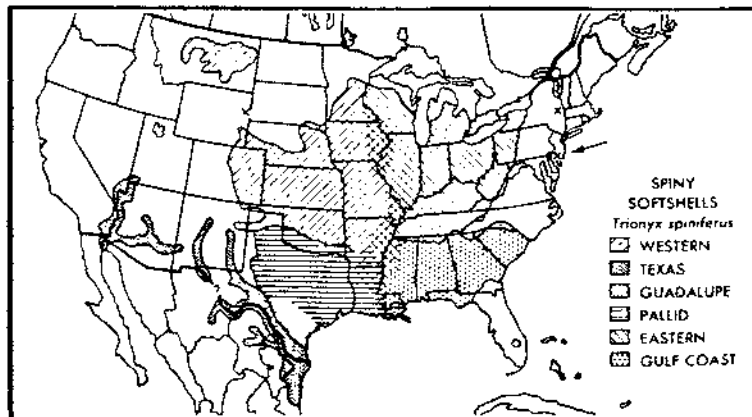 SPINY
SOFTSHELLS
Trionyx spiniferus
WESTERN
TEXAS
GUADALUPE
PALLID
EASTERN
GULF COAST